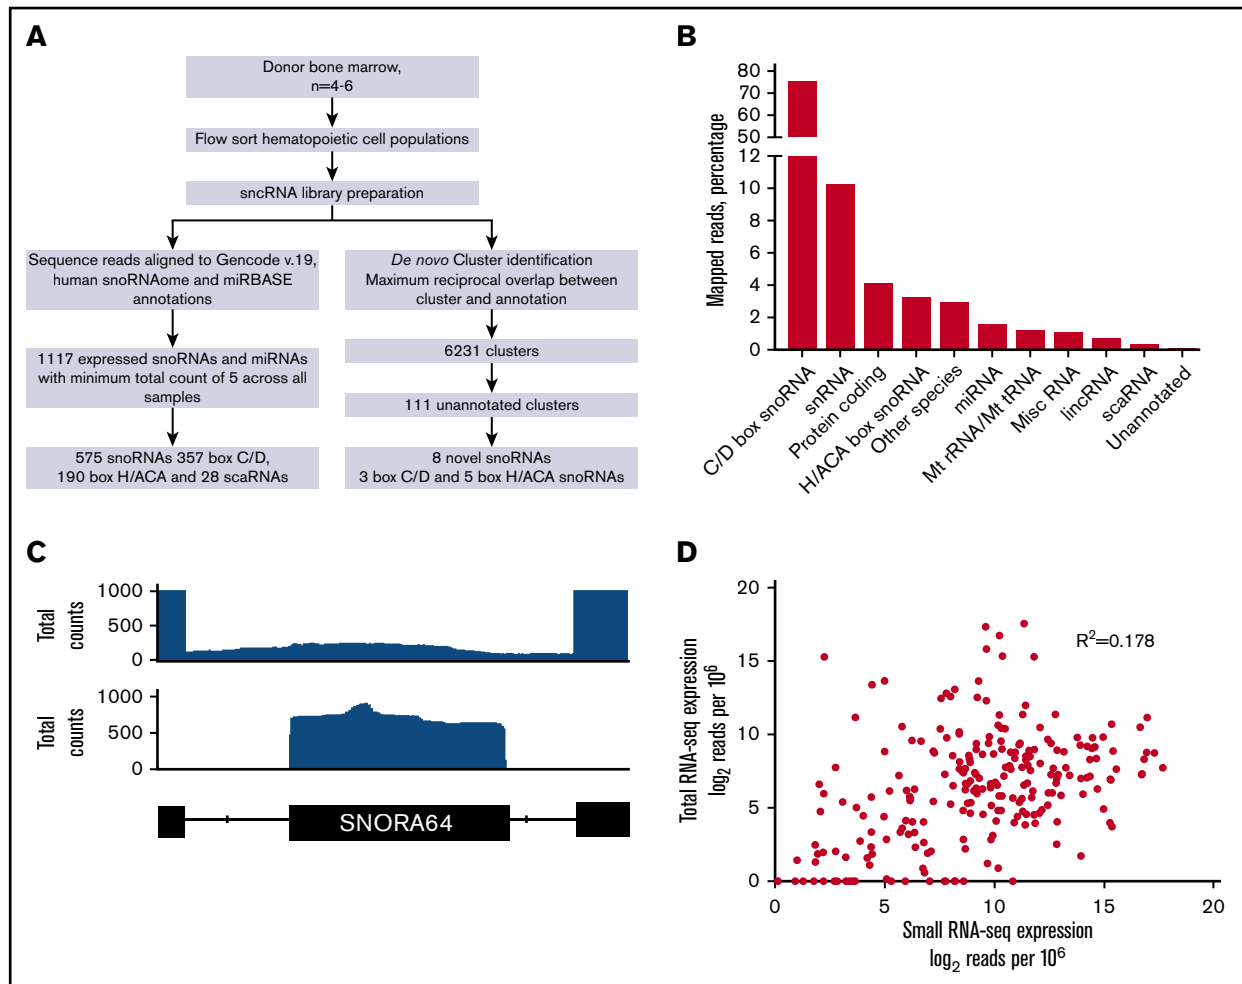 A
Donor bone marrow,
n=4-6
Flow sort hematopoietic cell populations
sncRNA library preparation
Sequence reads aligned to Gencode v.19,
human snoRNAome and miRBASE
annotations
1117 expressed snoRNAs and miRNAs
with minimum total count of 5 across all
samples
575 snoRNAs 357 box C/D,
190 box H/ACA and 28 scaRNAs
De novo Cluster identification
Maximum reciprocal overlap between
cluster and annotation
6231 clusters
111 unannotated clusters
8 novel snoRNAs
3 box C/D and 5 box H/ACA snoRNAs
B
Mapped reads, percentage
80
70
60
50
12
10
8
6
4
2
0
C/D box snoRNA
snRNA
Protein coding
H/ACA box snoRNA
Other species
miRNA
Mt rRNA/Mt tRNA
Misc RNA
lincRNA
scaRNA
Unannotated
C
Total
counts
1000
500
0
Total
counts
1000
500
0
SNORA64
D
Total RNA-seq expression
log2 reads per 10⁶
20
15
10
5
0
R²=0.178
0 5 10 15 20
Small RNA-seq expression
log2 reads per 10⁶